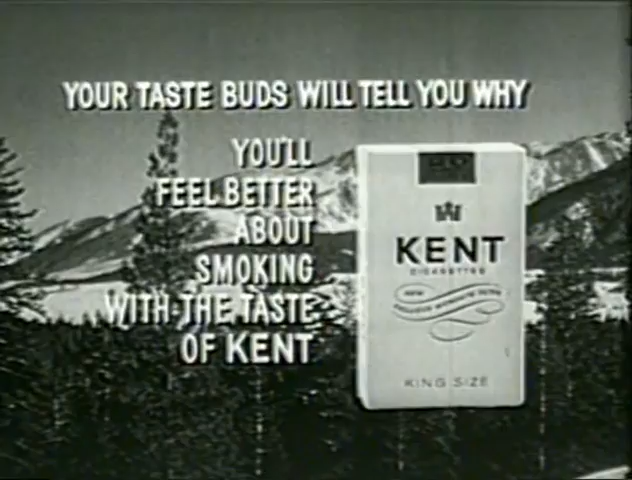 YOUR TASTE BUDS WILL TELL YOU WHY
YOU'LL
FEEL BETTER
ABOUT
SMOKING
WITH THE TASTE
OF KENT
KENT
CIGARETTES
KING SIZE